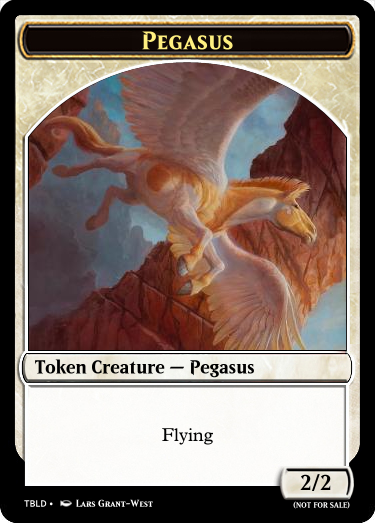 Pegasus
Token Creature — Pegasus
Flying
2/2
TBLD • Lars Grant-West
(NOT FOR SALE)